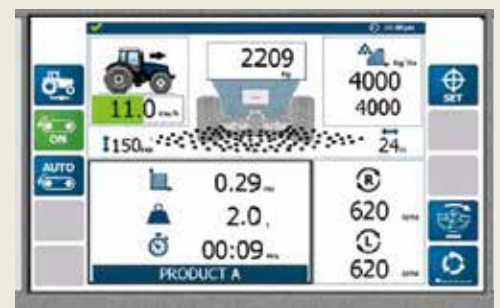 2209
Kg
Kg/Ha
4000
4000
11.0 km/h
SET
ON
150
24
AUTO
0.29
2.0
00:09
PRODUCT A
R
620
L
620